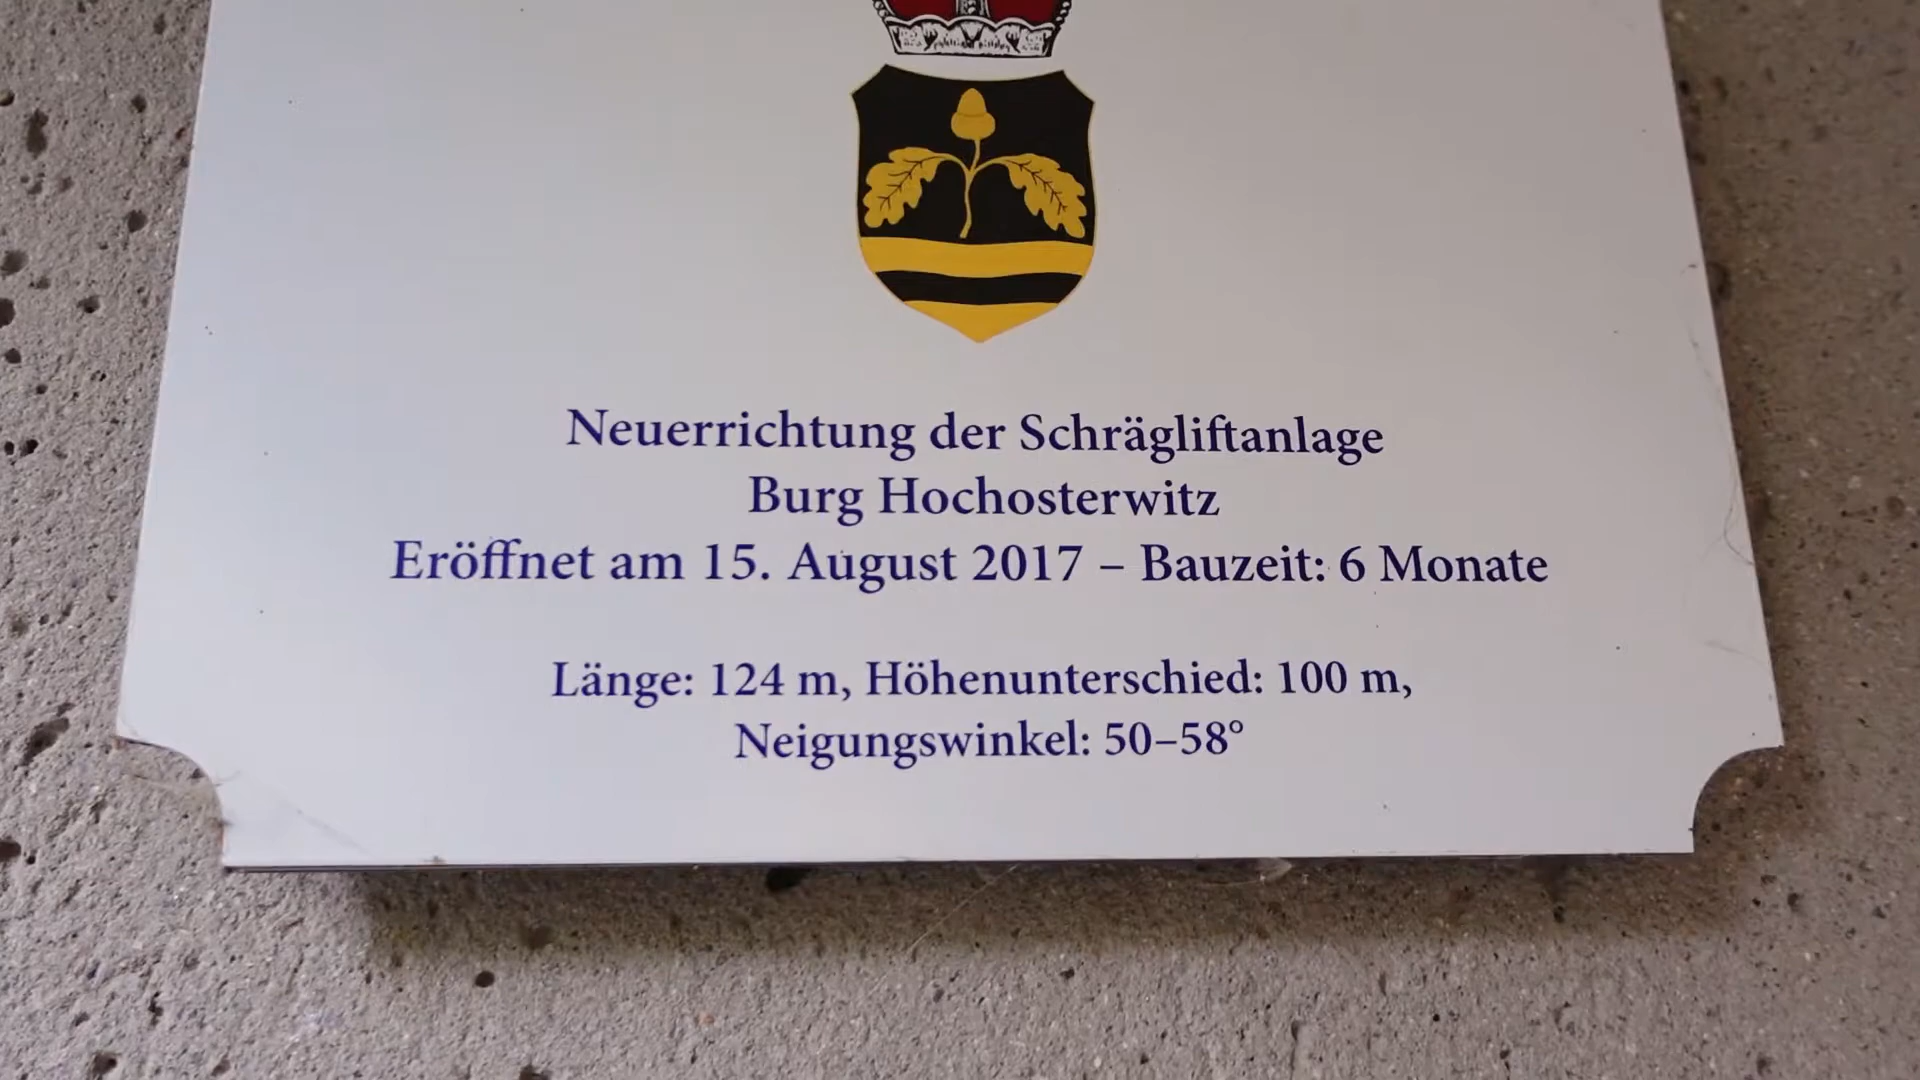 Neuerrichtung der Schrägliftanlage
Burg Hochosterwitz
Eröffnet am 15. August 2017 – Bauzeit: 6 Monate
Länge: 124 m, Höhenunterschied: 100 m,
Neigungswinkel: 50–58°